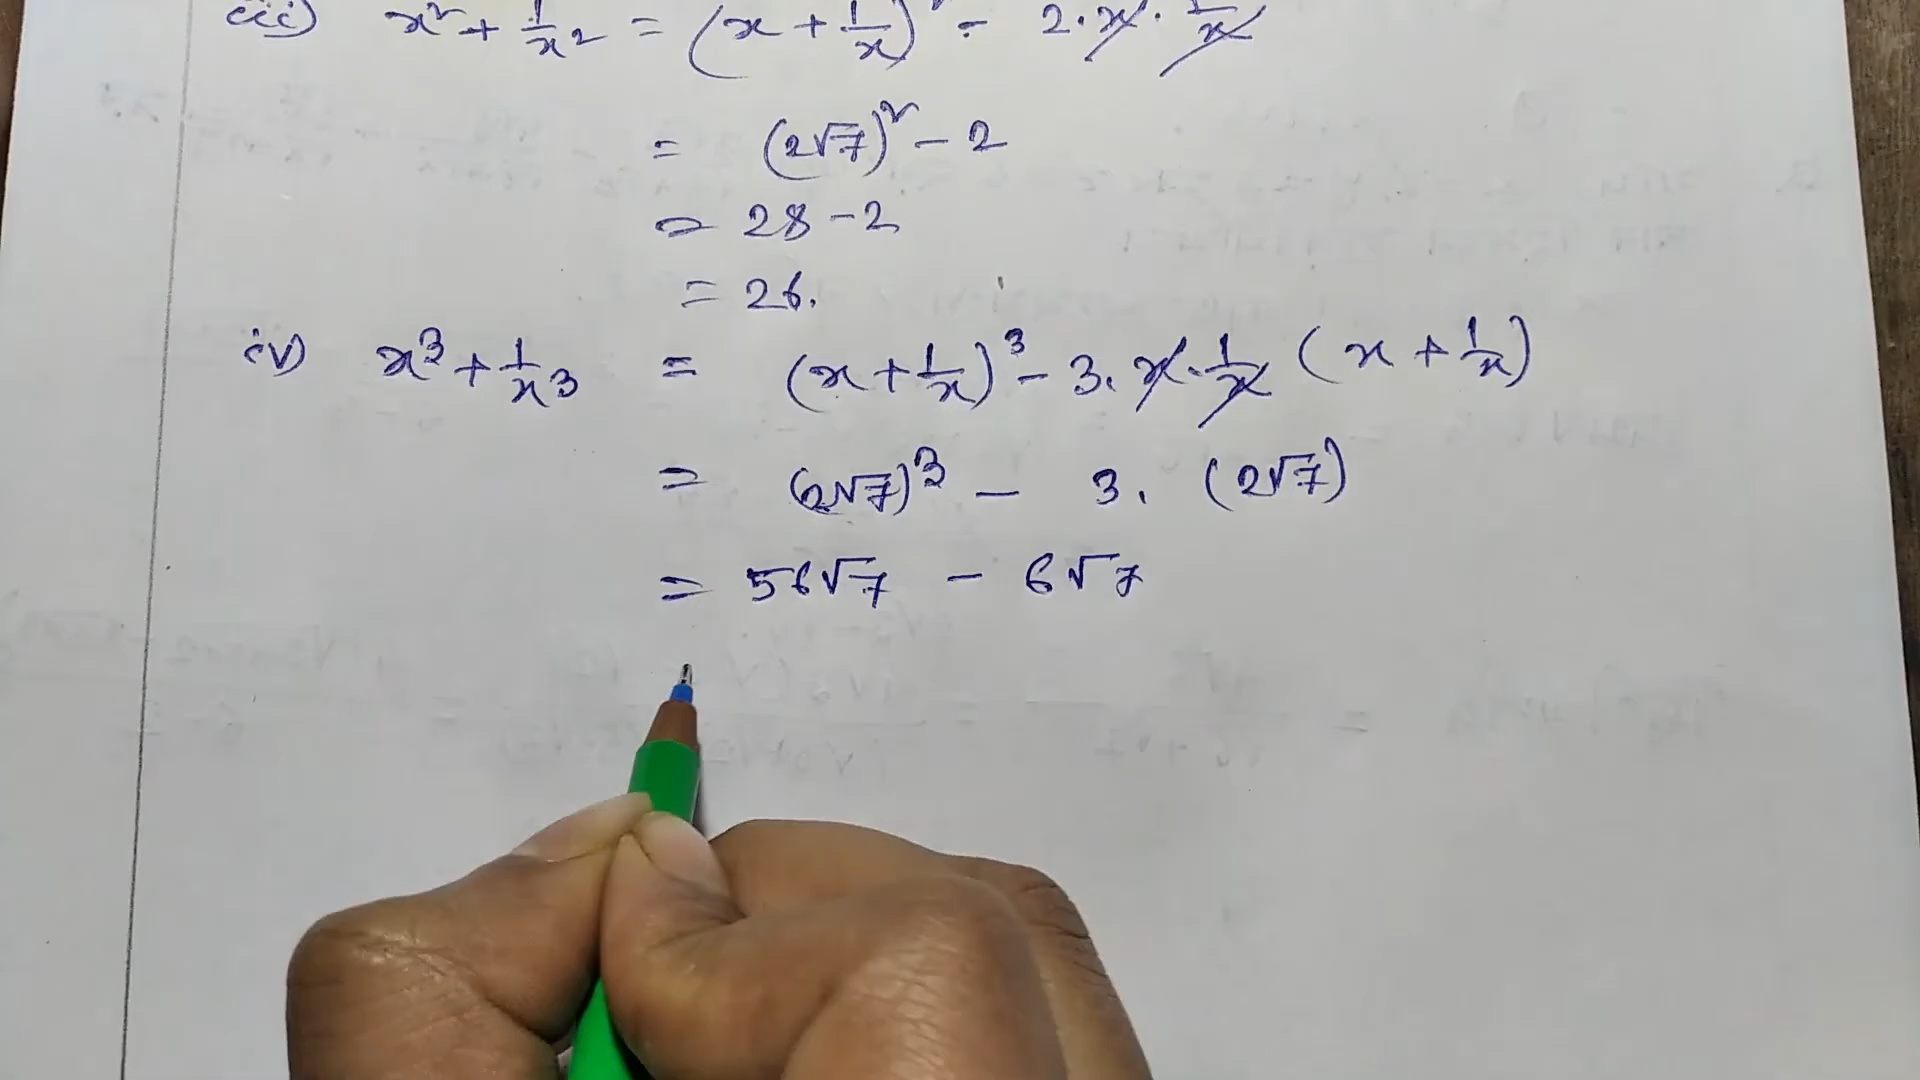 iii) x² + 1/x² = (x + 1/x)² - 2·x·1/x
= (2√7)² - 2
= 28 - 2
= 26.
iv) x³ + 1/x³ = (x + 1/x)³ - 3.x.1/x (x + 1/x)
= (2√7)³ - 3. (2√7)
= 56√7 - 6√7